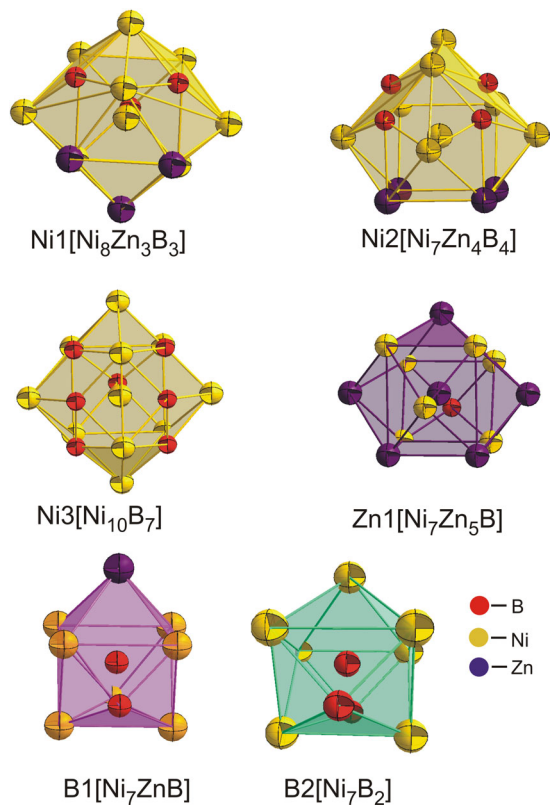 Ni1[Ni₈Zn₃B₃]
Ni2[Ni₇Zn₄B₄]
Ni3[Ni₁₀B₇]
Zn1[Ni₇Zn₅B]
B
Ni
Zn
B1[Ni₇ZnB]
B2[Ni₇B₂]